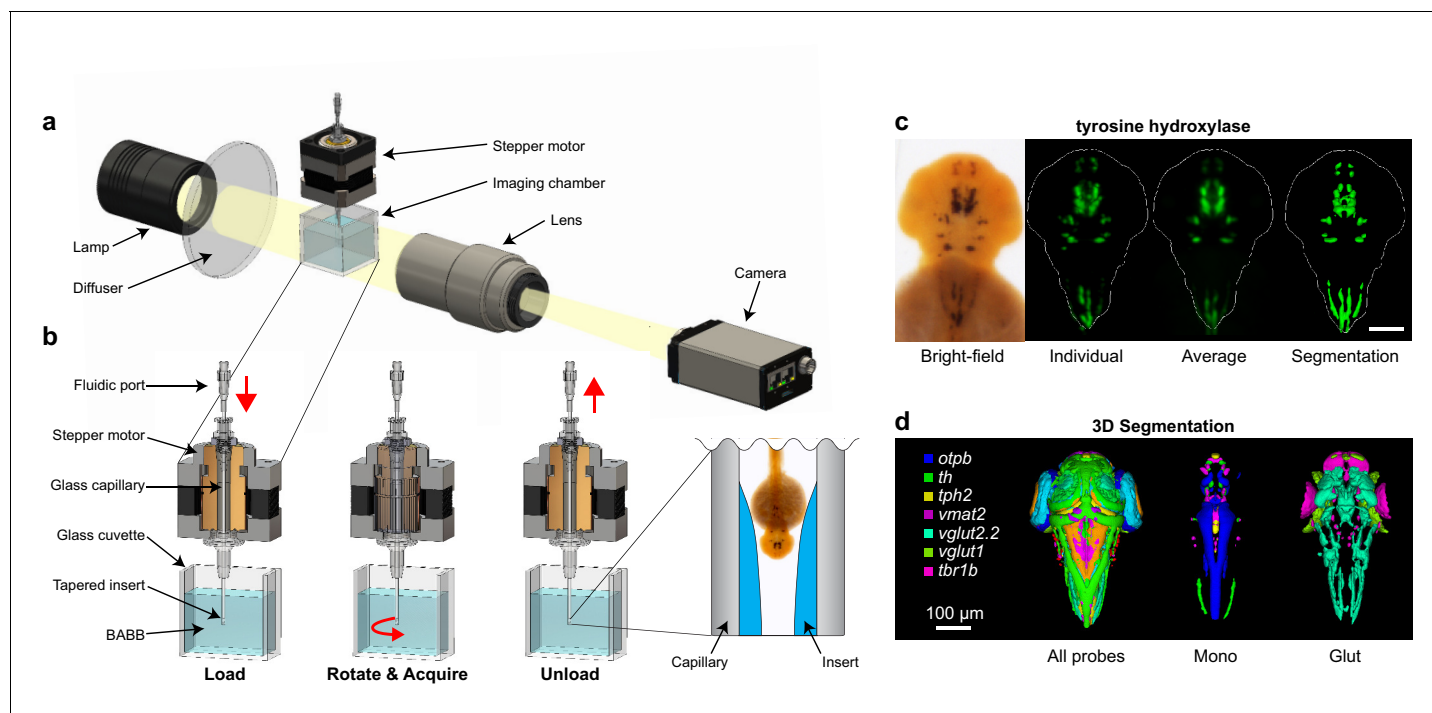 a
Stepper motor
Imaging chamber
Lens
Lamp
Diffuser
Camera
b
Fluidic port
Stepper motor
Glass capillary
Glass cuvette
Tapered insert
BABB
Load
Rotate & Acquire
Unload
Capillary
Insert
c
tyrosine hydroxylase
Bright-field
Individual
Average
Segmentation
d
3D Segmentation
otpb
th
tph2
vmat2
vglut2.2
vglut1
tbr1b
100 µm
All probes
Mono
Glut